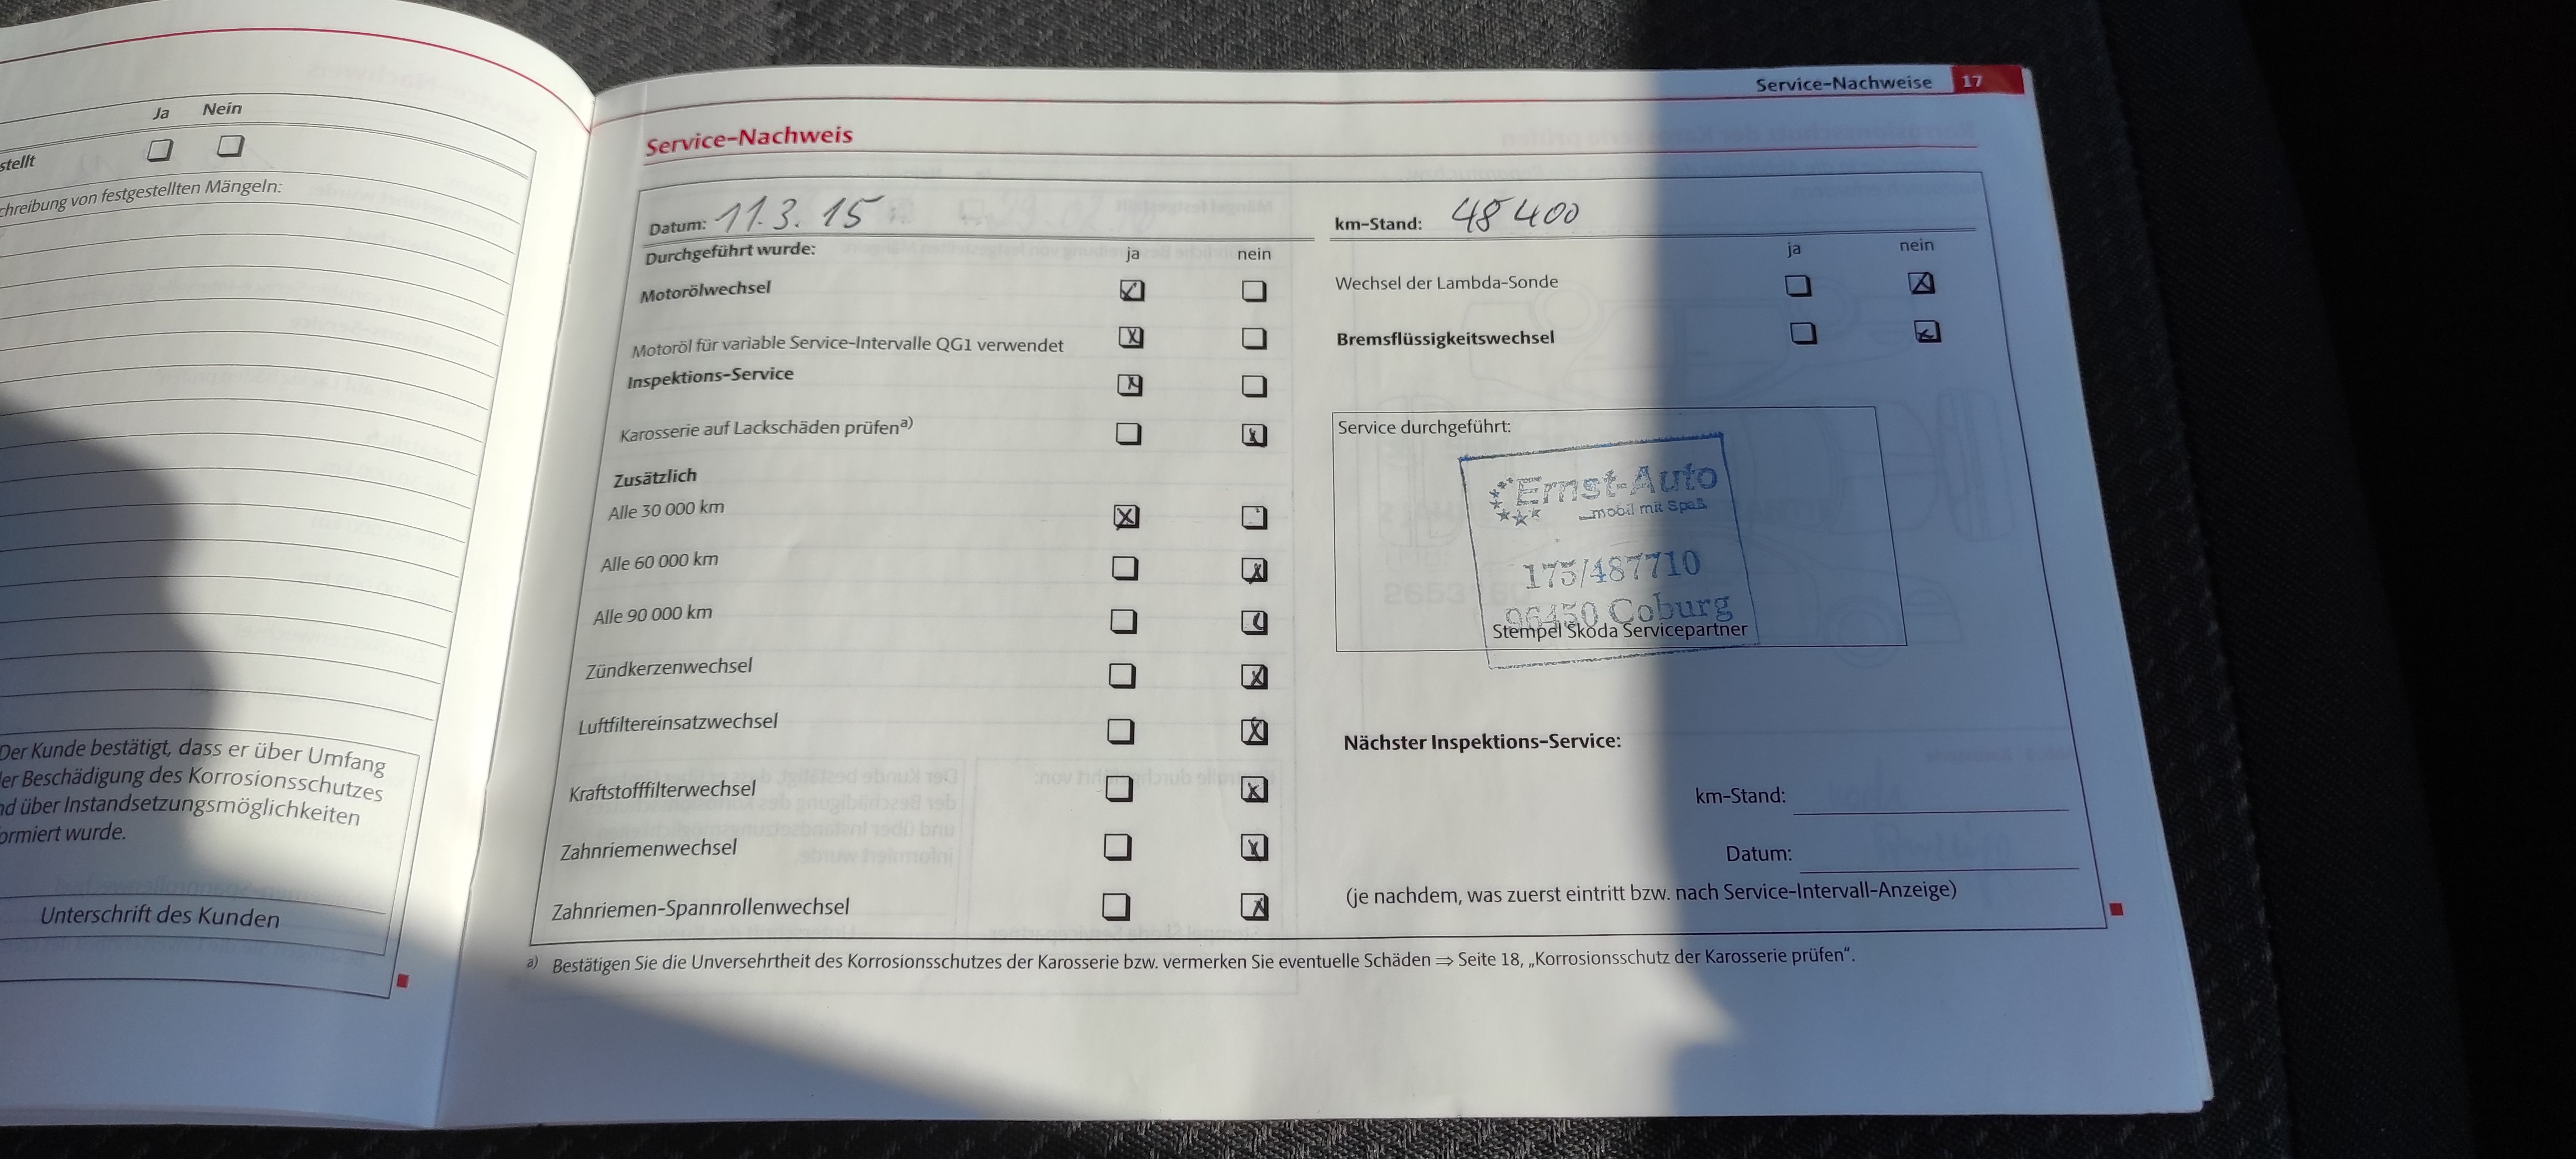 Ja Nein
stellt
chreibung von festgestellten Mängeln:
Der Kunde bestätigt, dass er über Umfang
der Beschädigung des Korrosionsschutzes
nd über Instandsetzungsmöglichkeiten
ormiert wurde.
Unterschrift des Kunden
Service-Nachweise 17
Service-Nachweis
Datum: 11.3.15
Durchgeführt wurde: ja nein
Motorölwechsel
Motoröl für variable Service-Intervalle QG1 verwendet
Inspektions-Service
Karosserie auf Lackschäden prüfen a)
Zusätzlich
Alle 30 000 km
Alle 60 000 km
Alle 90 000 km
Zündkerzenwechsel
Luftfiltereinsatzwechsel
Kraftstofffilterwechsel
Zahnriemenwechsel
Zahnriemen-Spannrollenwechsel
km-Stand: 48 400
ja nein
Wechsel der Lambda-Sonde
Bremsflüssigkeitswechsel
Service durchgeführt:
Ernst-Auto
...mobil mit Spaß
175/487710
96450 Coburg
Stempel Škoda Servicepartner
Nächster Inspektions-Service:
km-Stand:
Datum:
(je nachdem, was zuerst eintritt bzw. nach Service-Intervall-Anzeige)
a) Bestätigen Sie die Unversehrtheit des Korrosionsschutzes der Karosserie bzw. vermerken Sie eventuelle Schäden ⇒ Seite 18, „Korrosionsschutz der Karosserie prüfen“.